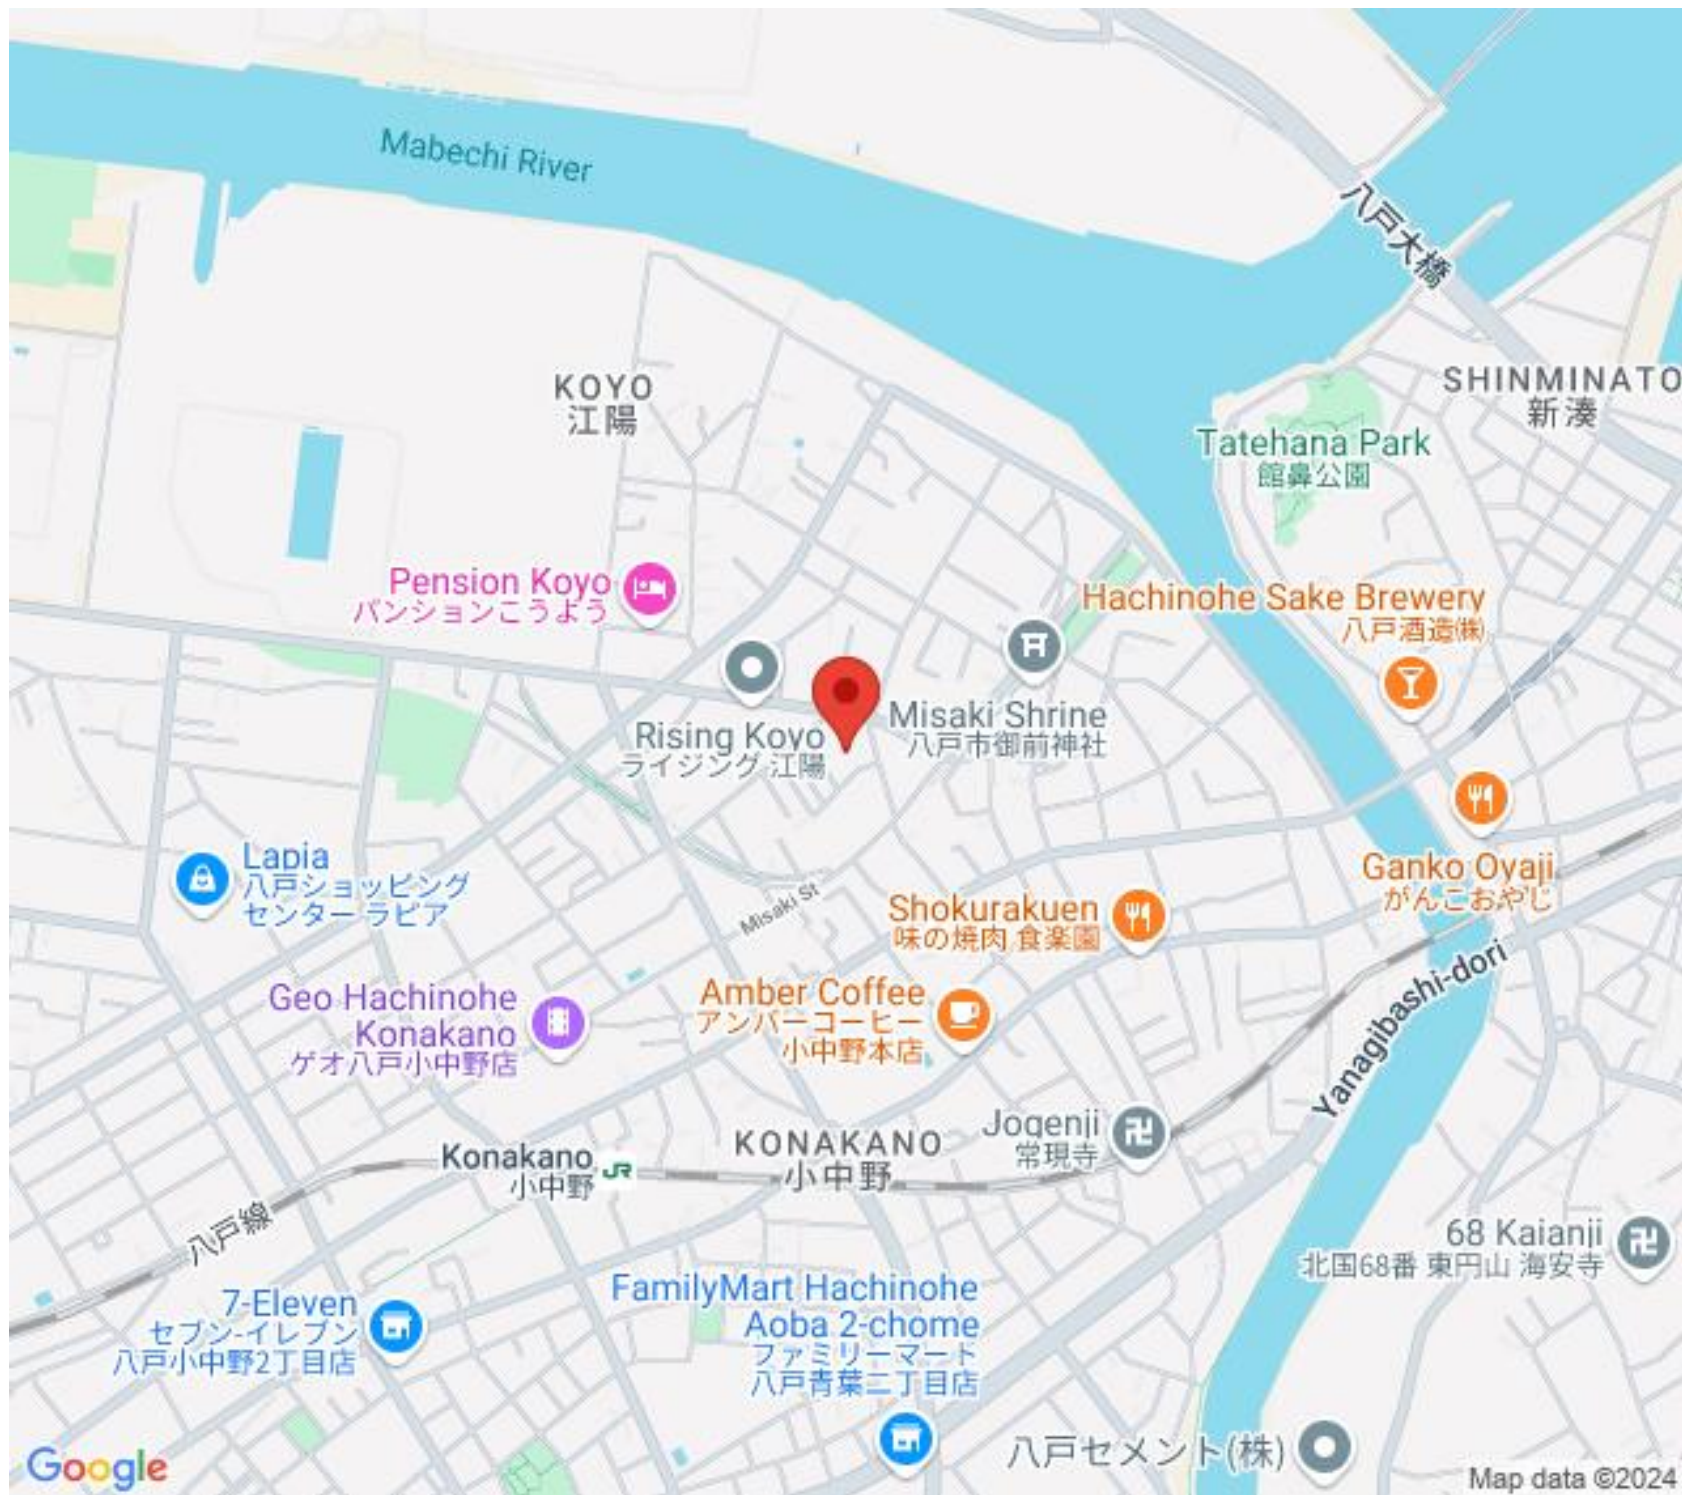 Mabechi River
八戸大橋
KOYO
江陽
SHINMINATO
新湊
Tatehana Park
館鼻公園
Pension Koyo
パンションこうよう
Hachinohe Sake Brewery
八戸酒造㈱
Rising Koyo
ライジング 江陽
Misaki Shrine
八戸市御前神社
Lapia
八戸ショッピング
センター ラピア
Misaki St
Shokurakuen
味の焼肉 食楽園
Ganko Oyaji
がんこおやじ
Geo Hachinohe
Konakano
ゲオ八戸小中野店
Amber Coffee
アンバーコーヒー
小中野本店
Yanagibashi-dori
Konakano
小中野
JR
KONAKANO
小中野
Jogenji
常現寺
八戸線
68 Kaianji
北国68番 東円山 海安寺
7-Eleven
セブン-イレブン
八戸小中野2丁目店
FamilyMart Hachinohe
Aoba 2-chome
ファミリーマート
八戸青葉二丁目店
八戸セメント(株)
Google
Map data ©2024